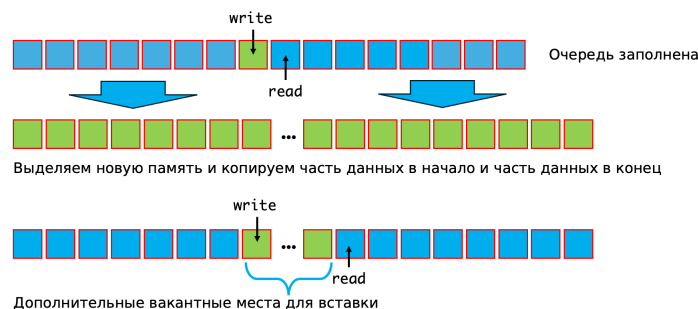 write
Очередь заполнена
read
...
Выделяем новую память и копируем часть данных в начало и часть данных в конец
write
...
read
Дополнительные вакантные места для вставки